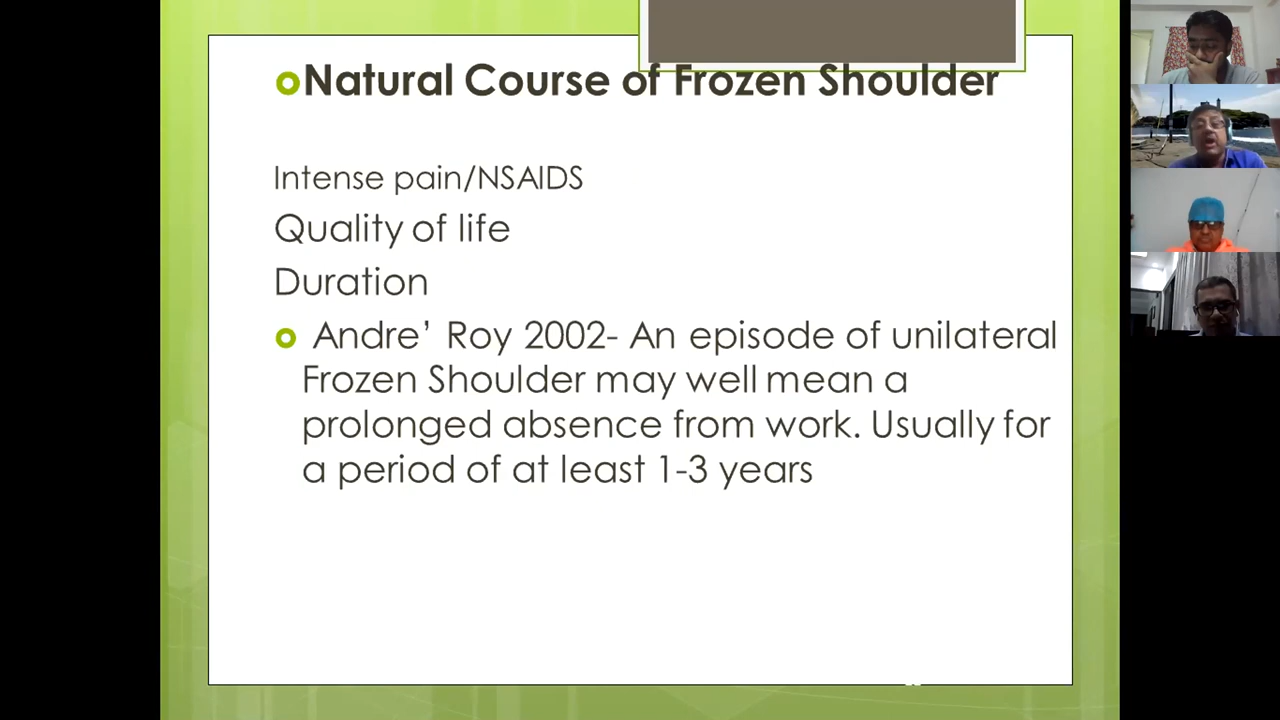 Natural Course of Frozen Shoulder
Intense pain/NSAIDS
Quality of life
Duration
Andre’ Roy 2002- An episode of unilateral
Frozen Shoulder may well mean a
prolonged absence from work. Usually for
a period of at least 1-3 years